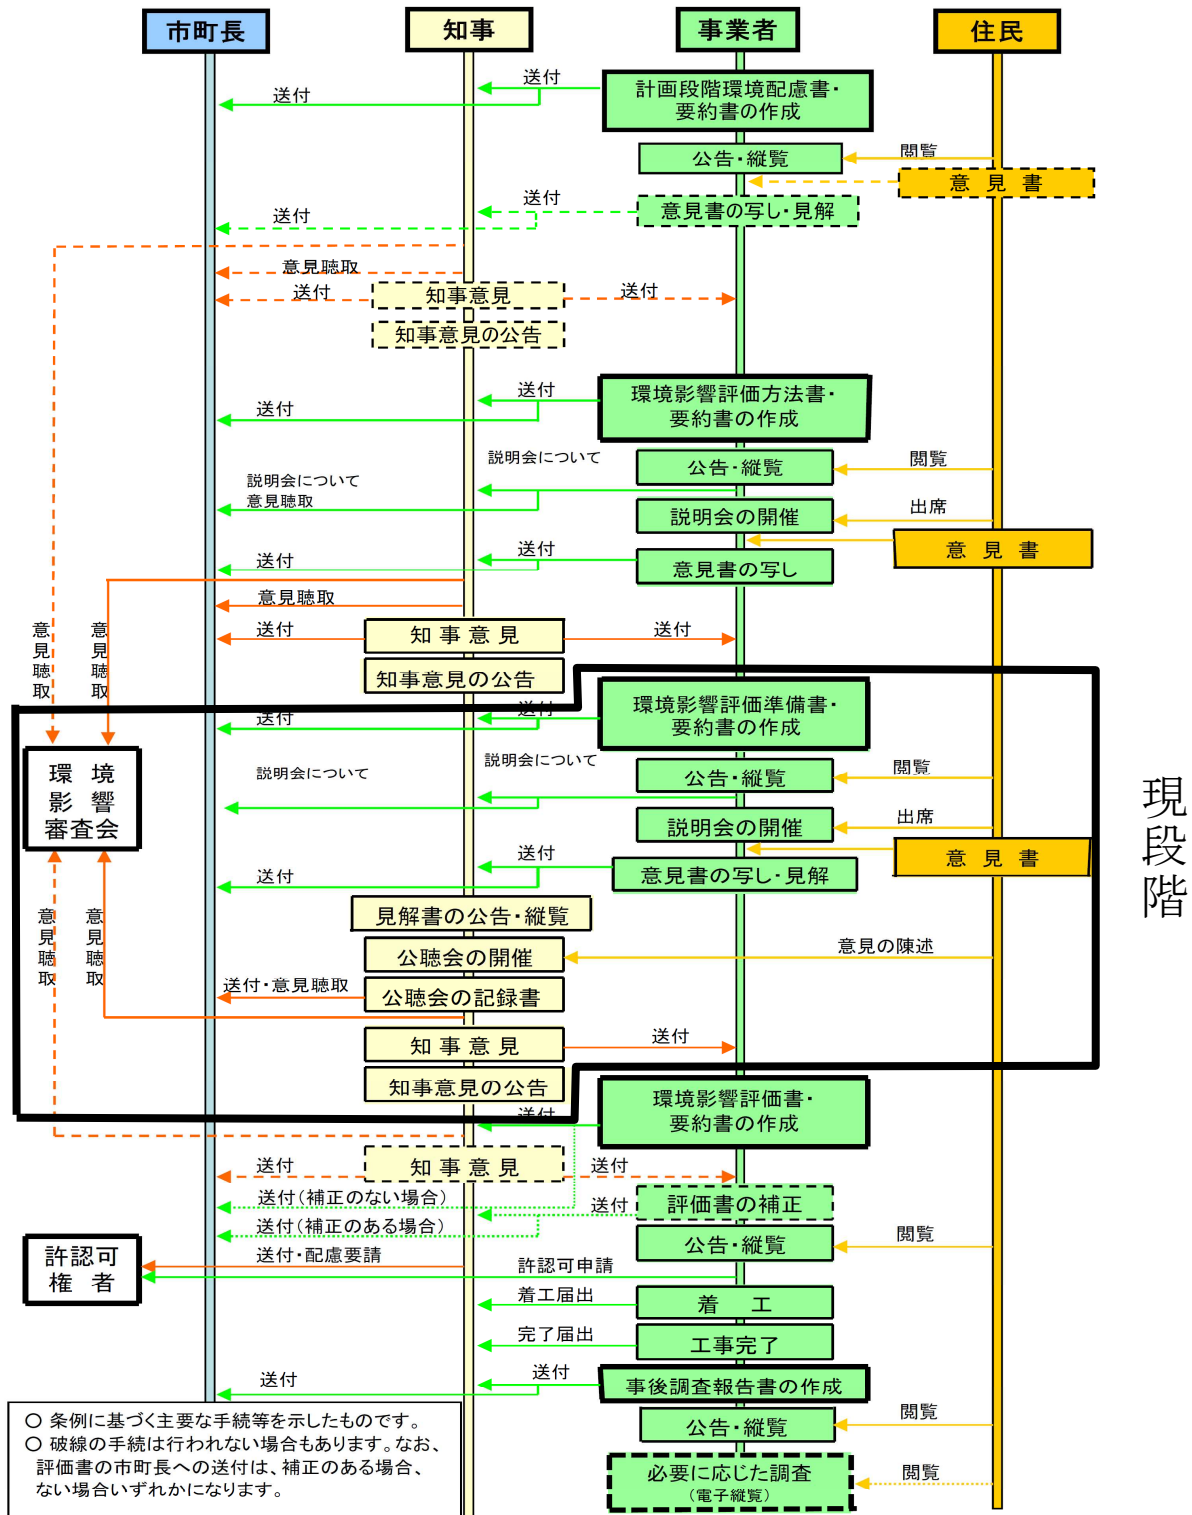 市町長
知事
事業者
住民
送付
送付
計画段階環境配慮書・
要約書の作成
公告・縦覧
閲覧
意見書
送付
送付
意見書の写し・見解
意見聴取
送付
知事意見
送付
知事意見の公告
送付
送付
環境影響評価方法書・
要約書の作成
説明会について
公告・縦覧
閲覧
説明会について
意見聴取
説明会の開催
出席
意見書
送付
送付
意見書の写し
意見聴取
送付
知事意見
送付
意見聴取
意見聴取
知事意見の公告
送付
送付
環境影響評価準備書・
要約書の作成
環境
影響
審査会
説明会について
説明会について
公告・縦覧
閲覧
現段階
説明会の開催
出席
意見書
送付
送付
意見書の写し・見解
見解書の公告・縦覧
意見聴取
意見聴取
公聴会の開催
意見の陳述
送付・意見聴取
公聴会の記録書
知事意見
送付
知事意見の公告
送付
環境影響評価書・
要約書の作成
送付
知事意見
送付
送付(補正のない場合)
送付
評価書の補正
送付(補正のある場合)
公告・縦覧
閲覧
許認可
権者
送付・配慮要請
許認可申請
着工届出
着工
完了届出
工事完了
送付
送付
事後調査報告書の作成
公告・縦覧
閲覧
必要に応じた調査
(電子縦覧)
閲覧
○ 条例に基づく主要な手続等を示したものです。
○ 破線の手続は行われない場合もあります。なお、
評価書の市町長への送付は、補正のある場合、
ない場合いずれかになります。